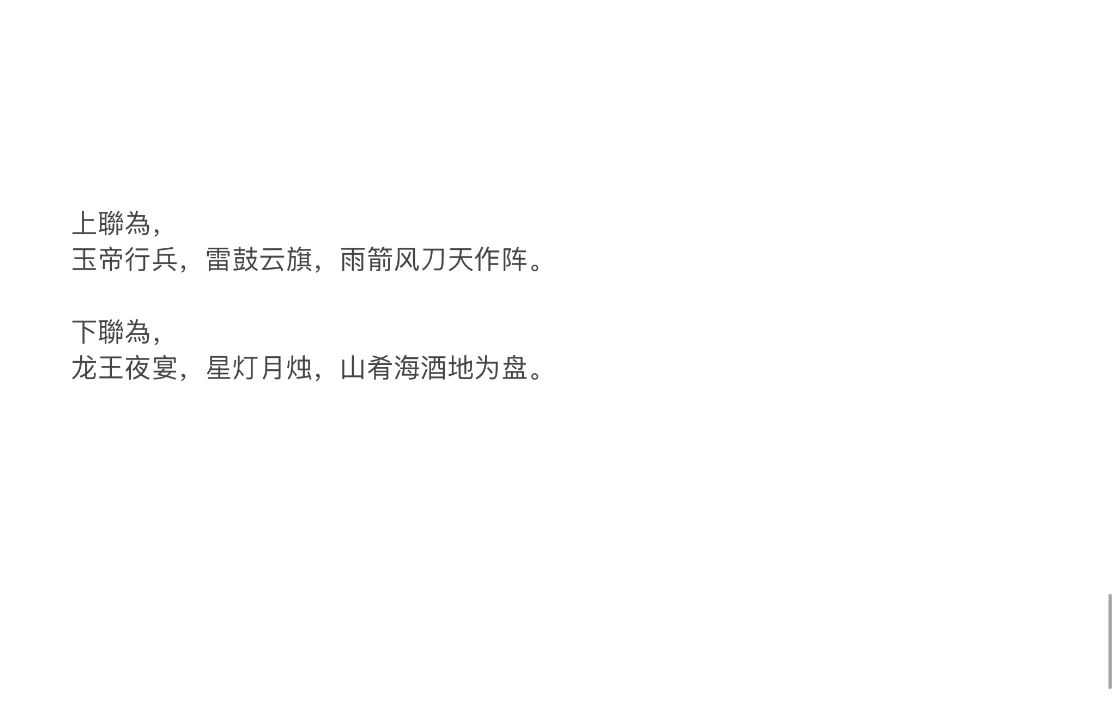 上聯為，
玉帝行兵，雷鼓云旗，雨箭风刀天作阵。
下聯為，
龙王夜宴，星灯月烛，山肴海酒地为盘。